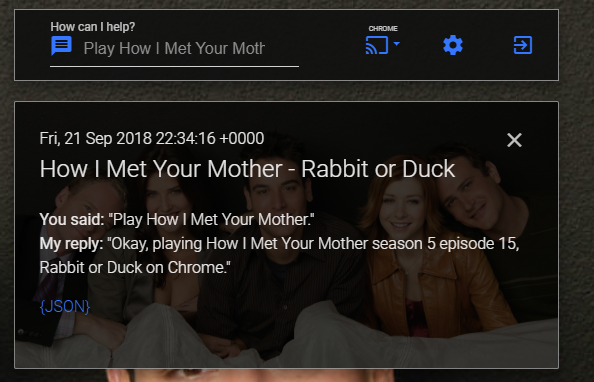 How can I help?
CHROME
Play How I Met Your Moth
Fri, 21 Sep 2018 22:34:16 +0000
How I Met Your Mother - Rabbit or Duck
You said: "Play How I Met Your Mother."
My reply: "Okay, playing How I Met Your Mother season 5 episode 15,
Rabbit or Duck on Chrome."
{JSON}